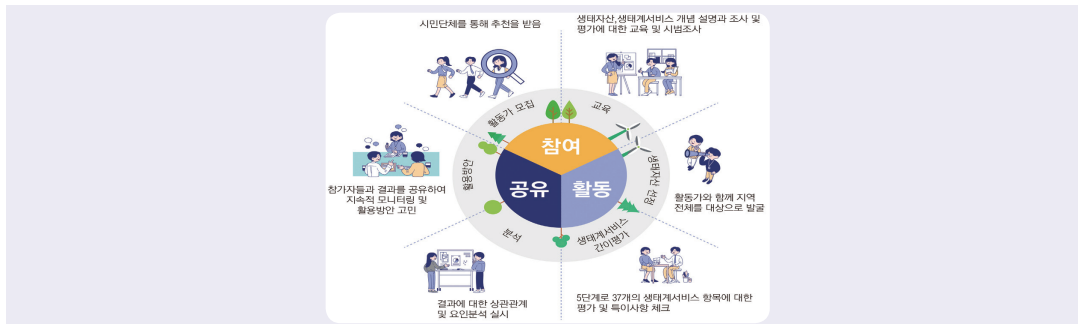 시민단체를 통해 추천을 받음
생태자산,생태계서비스 개념 설명과 조사 및
평가에 대한 교육 및 시범조사
활동가 모집
교육
참여
공유
활동
활용방안
생태자산 선정
분석
생태계서비스
간이평가
참가자들과 결과를 공유하여
지속적 모니터링 및
활용방안 고민
활동가와 함께 지역
전체를 대상으로 발굴
결과에 대한 상관관계
및 요인분석 실시
5단계로 37개의 생태계서비스 항목에 대한
평가 및 특이사항 체크